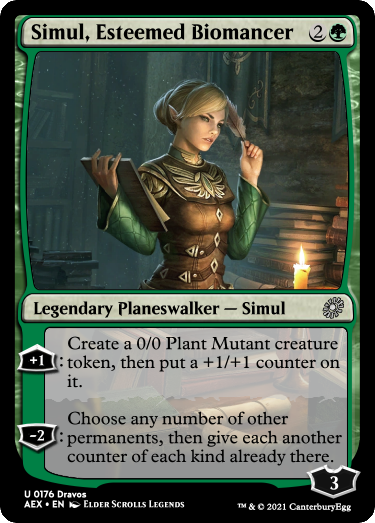 Simul, Esteemed Biomancer 2
Legendary Planeswalker — Simul
+1: Create a 0/0 Plant Mutant creature
token, then put a +1/+1 counter on
it.
-2: Choose any number of other
permanents, then give each another
counter of each kind already there.
3
U 0176 Dravos
AEX • EN Elder Scrolls Legends
™ & © 2021 CanterburyEgg